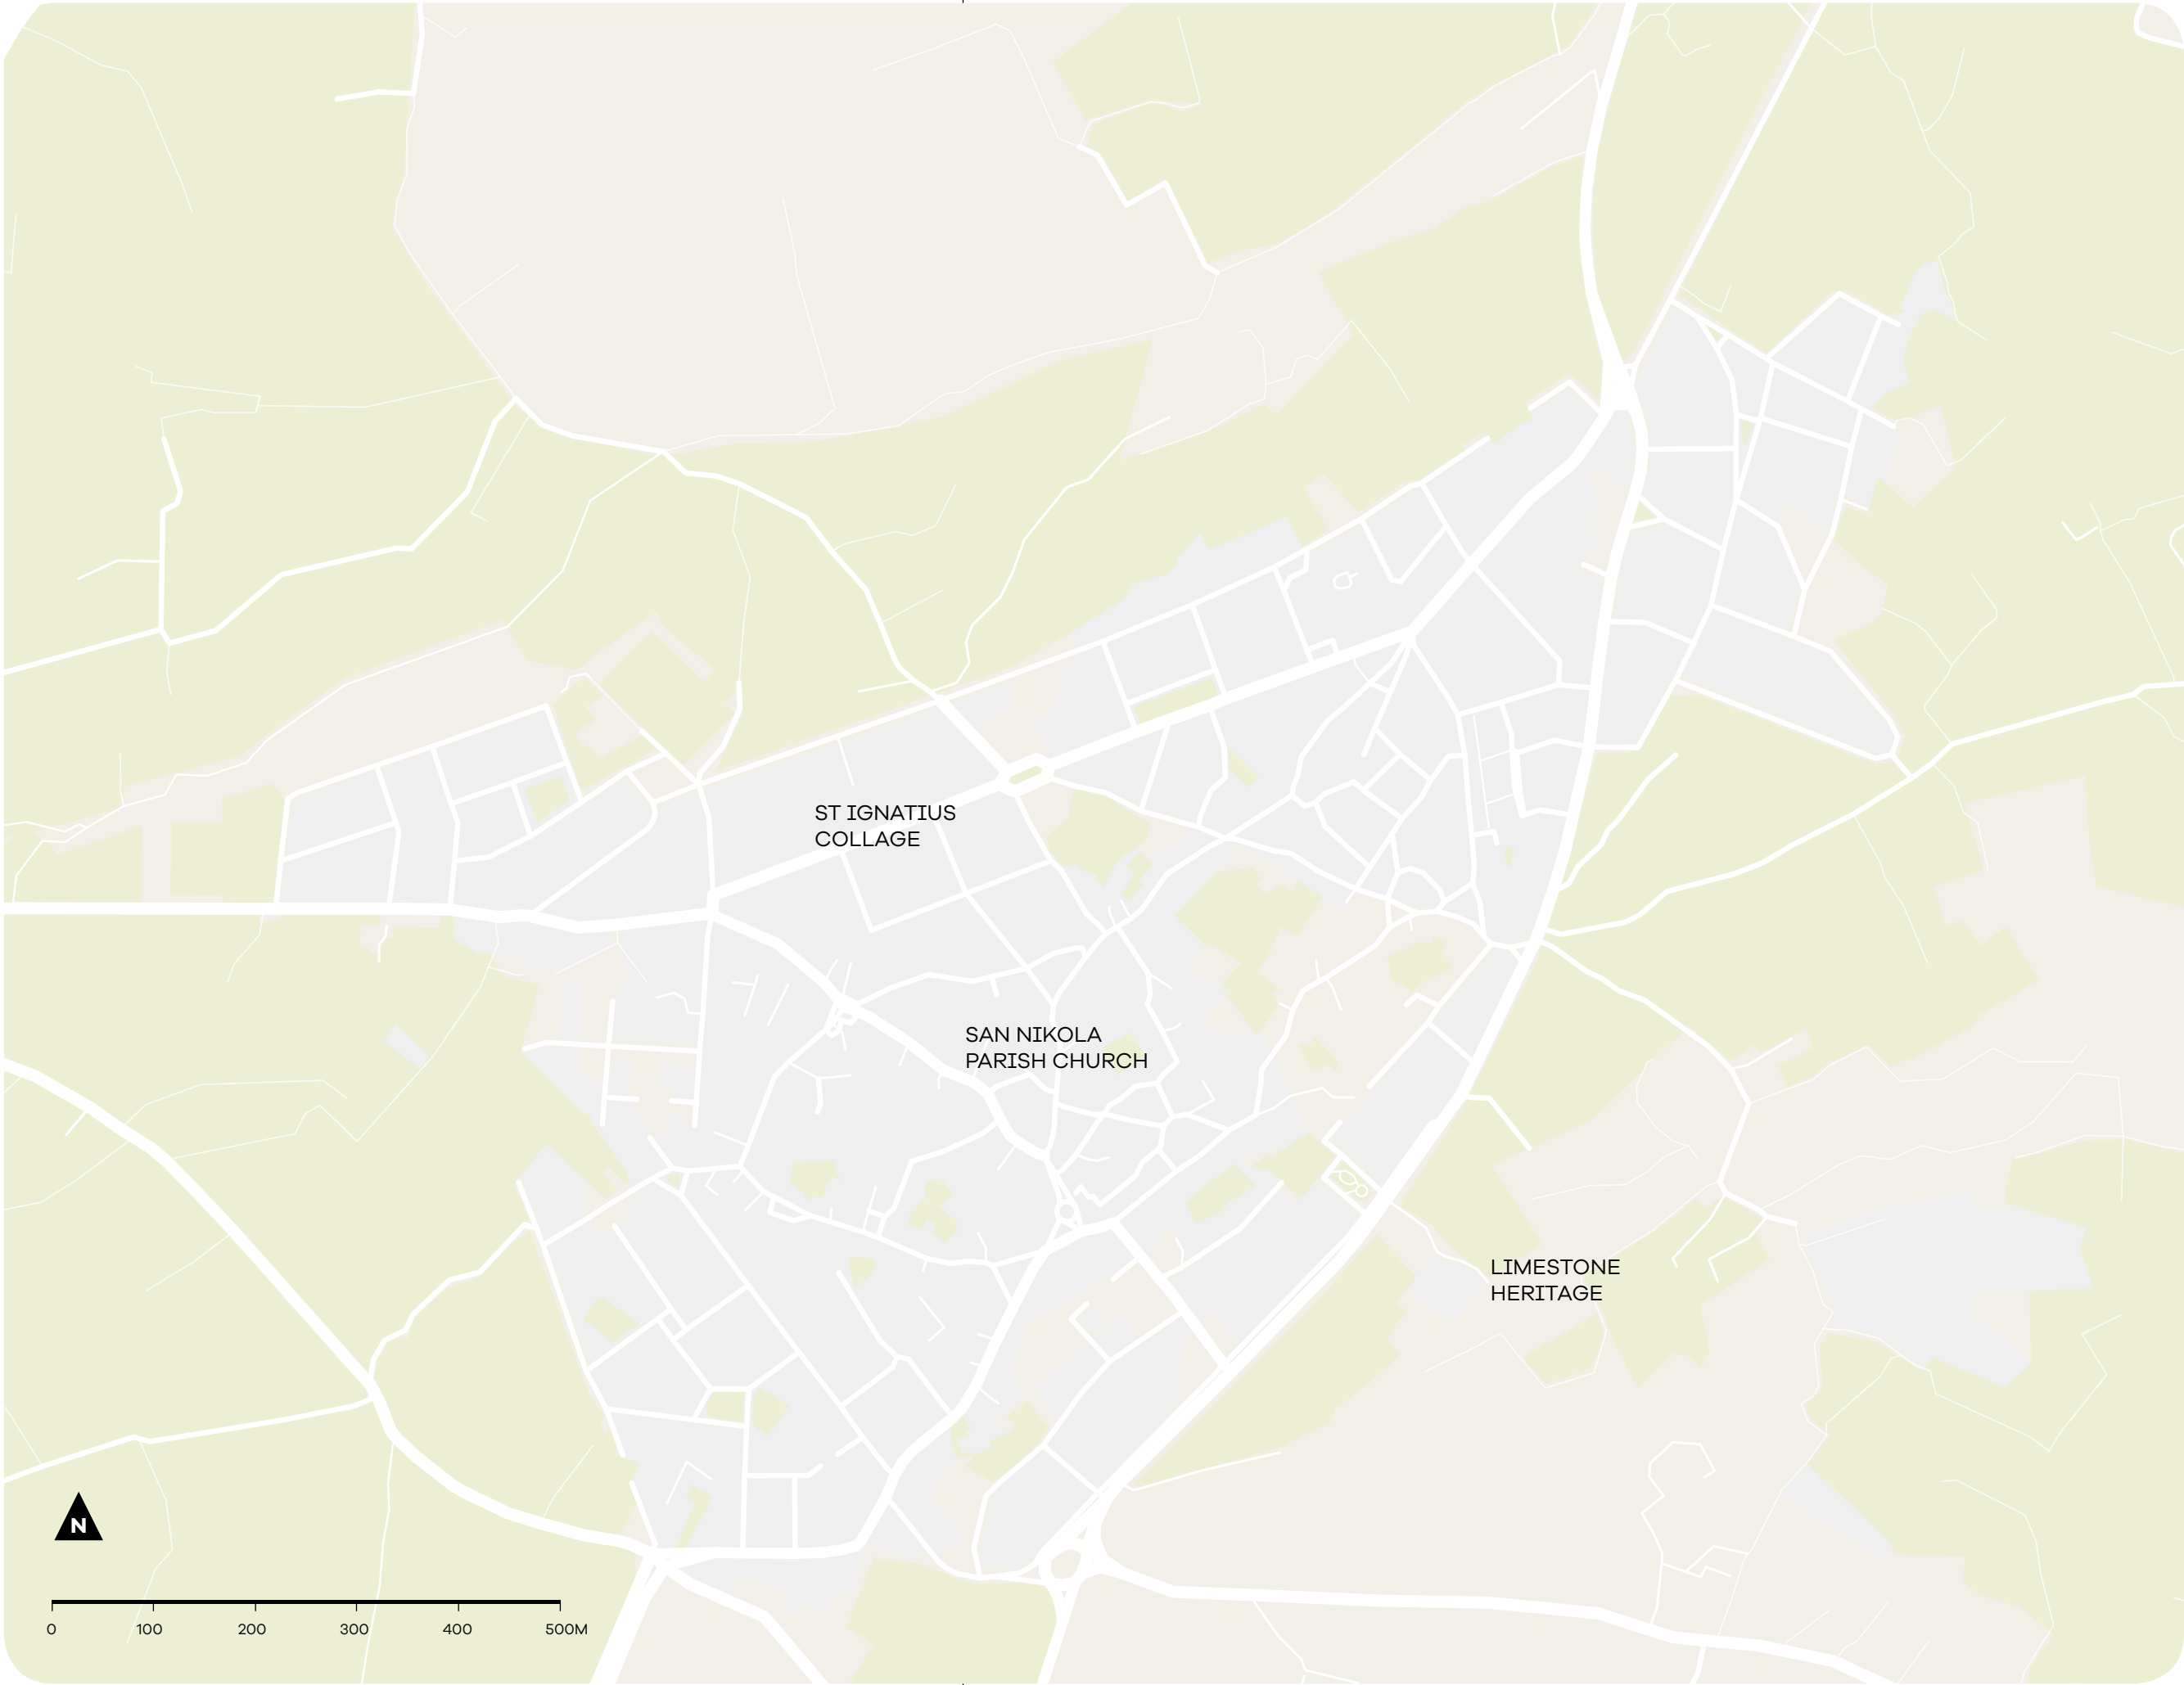 ST IGNATIUS
COLLAGE
SAN NIKOLA
PARISH CHURCH
LIMESTONE
HERITAGE
N
0 100 200 300 400 500M